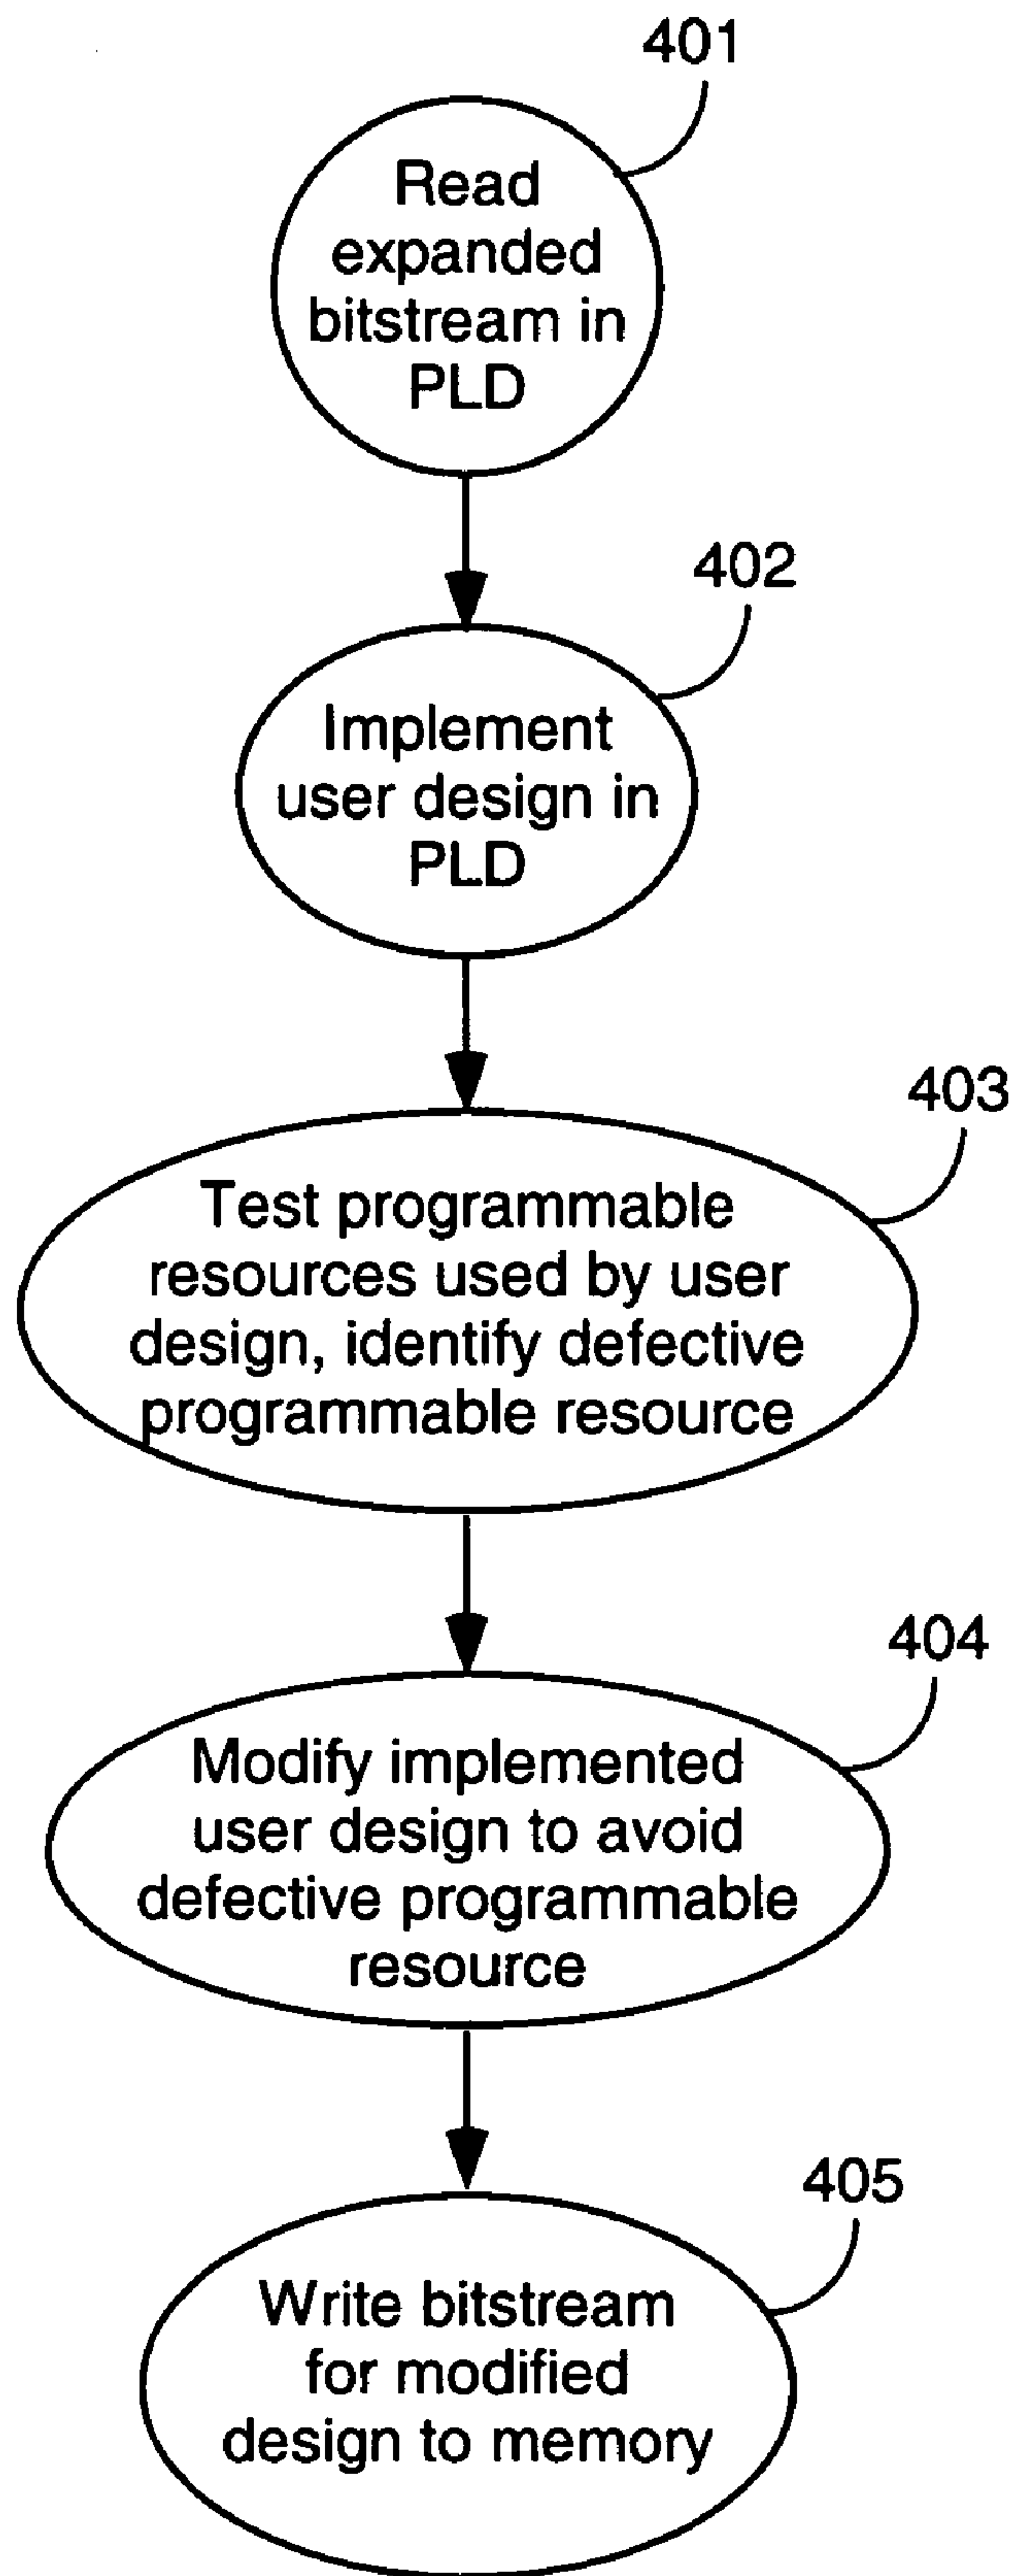 401
Read
expanded
bitstream in
PLD
402
Implement
user design in
PLD
403
Test programmable
resources used by user
design, identify defective
programmable resource
404
Modify implemented
user design to avoid
defective programmable
resource
405
Write bitstream
for modified
design to memory